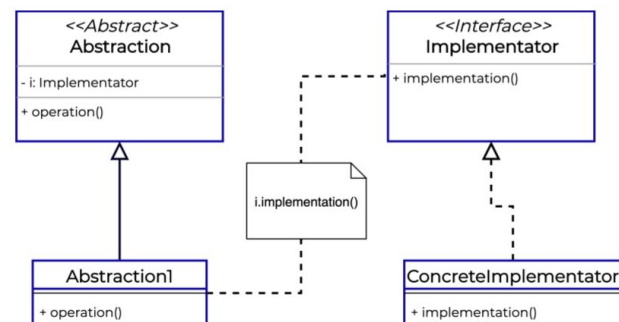 <<Abstract>>
Abstraction
- i: Implementator
+ operation()
<<Interface>>
Implementator
+ implementation()
i.implementation()
Abstraction1
+ operation()
ConcreteImplementator
+ implementation()